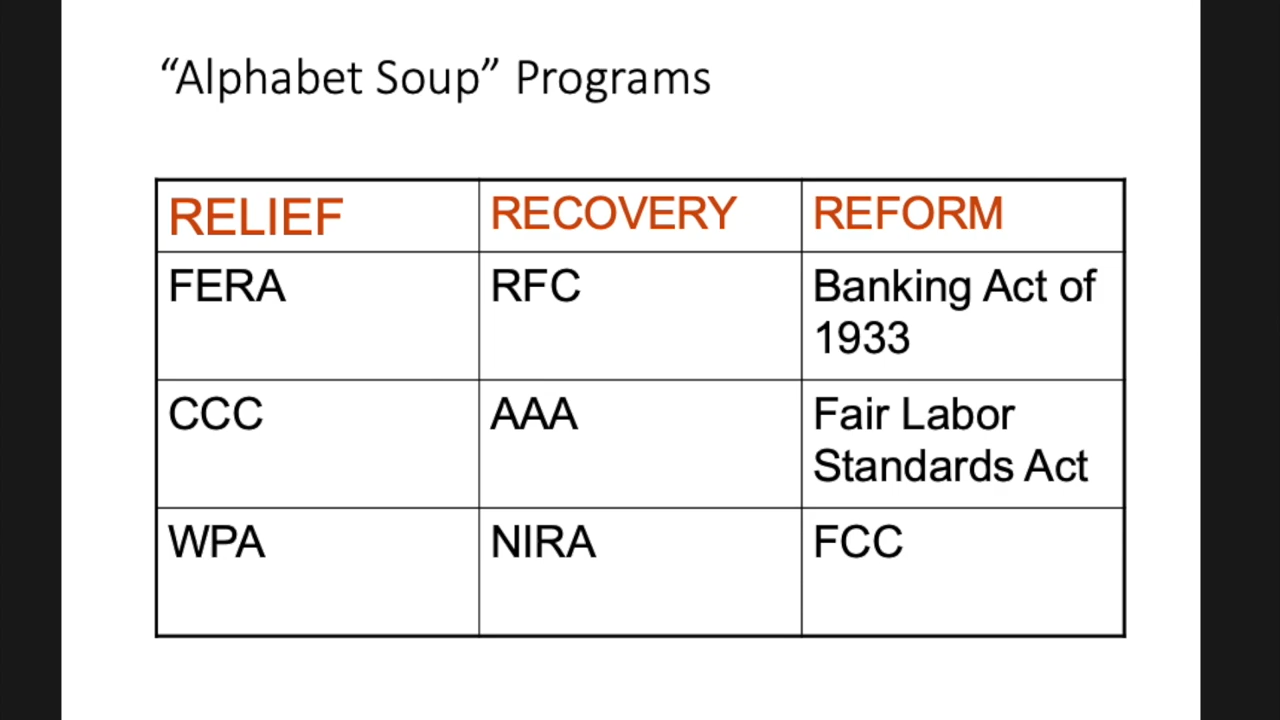 “Alphabet Soup” Programs
RELIEF
RECOVERY
REFORM
FERA
RFC
Banking Act of
1933
CCC
AAA
Fair Labor
Standards Act
WPA
NIRA
FCC